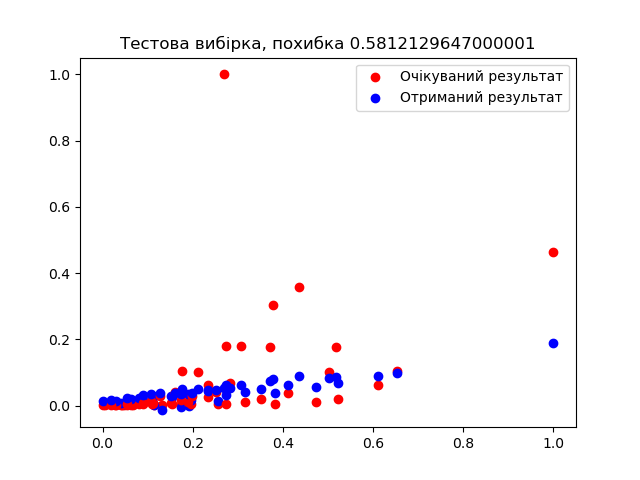 Тестова вибірка, похибка 0.5812129647000001
Очікуваний результат
Отриманий результат
1.0
0.8
0.6
0.4
0.2
0.0
0.0 0.2 0.4 0.6 0.8 1.0